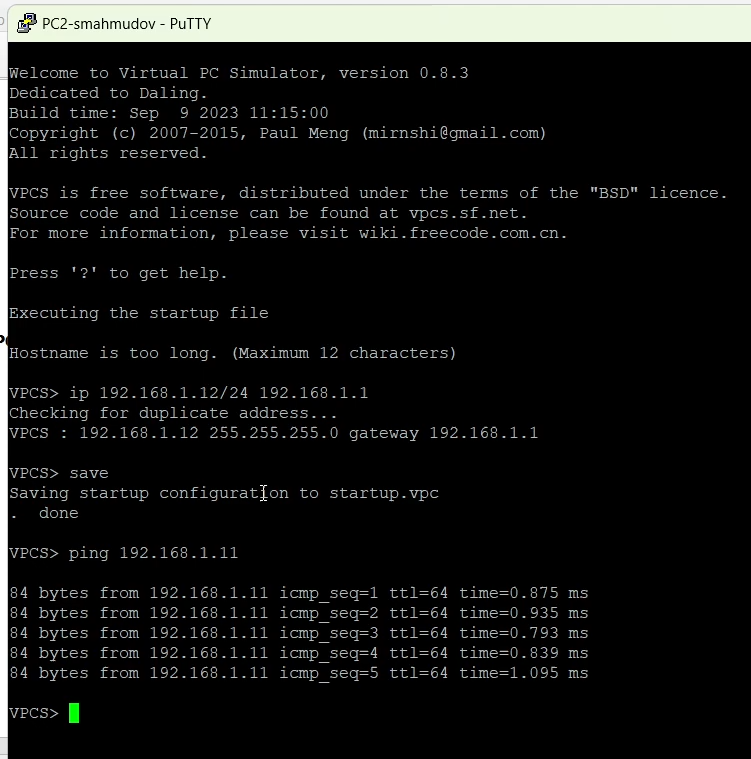 PC2-smahmudov - PuTTY
Welcome to Virtual PC Simulator, version 0.8.3
Dedicated to Daling.
Build time: Sep  9 2023 11:15:00
Copyright (c) 2007-2015, Paul Meng (mirnshi@gmail.com)
All rights reserved.
VPCS is free software, distributed under the terms of the "BSD" licence.
Source code and license can be found at vpcs.sf.net.
For more information, please visit wiki.freecode.com.cn.
Press '?' to get help.
Executing the startup file
Hostname is too long. (Maximum 12 characters)
VPCS> ip 192.168.1.12/24 192.168.1.1
Checking for duplicate address...
VPCS : 192.168.1.12 255.255.255.0 gateway 192.168.1.1
VPCS> save
Saving startup configuration to startup.vpc
.  done
VPCS> ping 192.168.1.11
84 bytes from 192.168.1.11 icmp_seq=1 ttl=64 time=0.875 ms
84 bytes from 192.168.1.11 icmp_seq=2 ttl=64 time=0.935 ms
84 bytes from 192.168.1.11 icmp_seq=3 ttl=64 time=0.793 ms
84 bytes from 192.168.1.11 icmp_seq=4 ttl=64 time=0.839 ms
84 bytes from 192.168.1.11 icmp_seq=5 ttl=64 time=1.095 ms
VPCS>